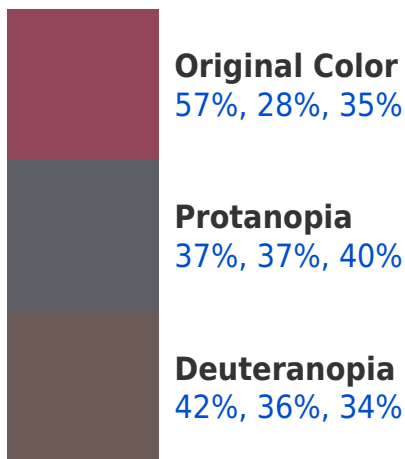 Original Color
57%, 28%, 35%
Protanopia
37%, 37%, 40%
Deuteranopia
42%, 36%, 34%